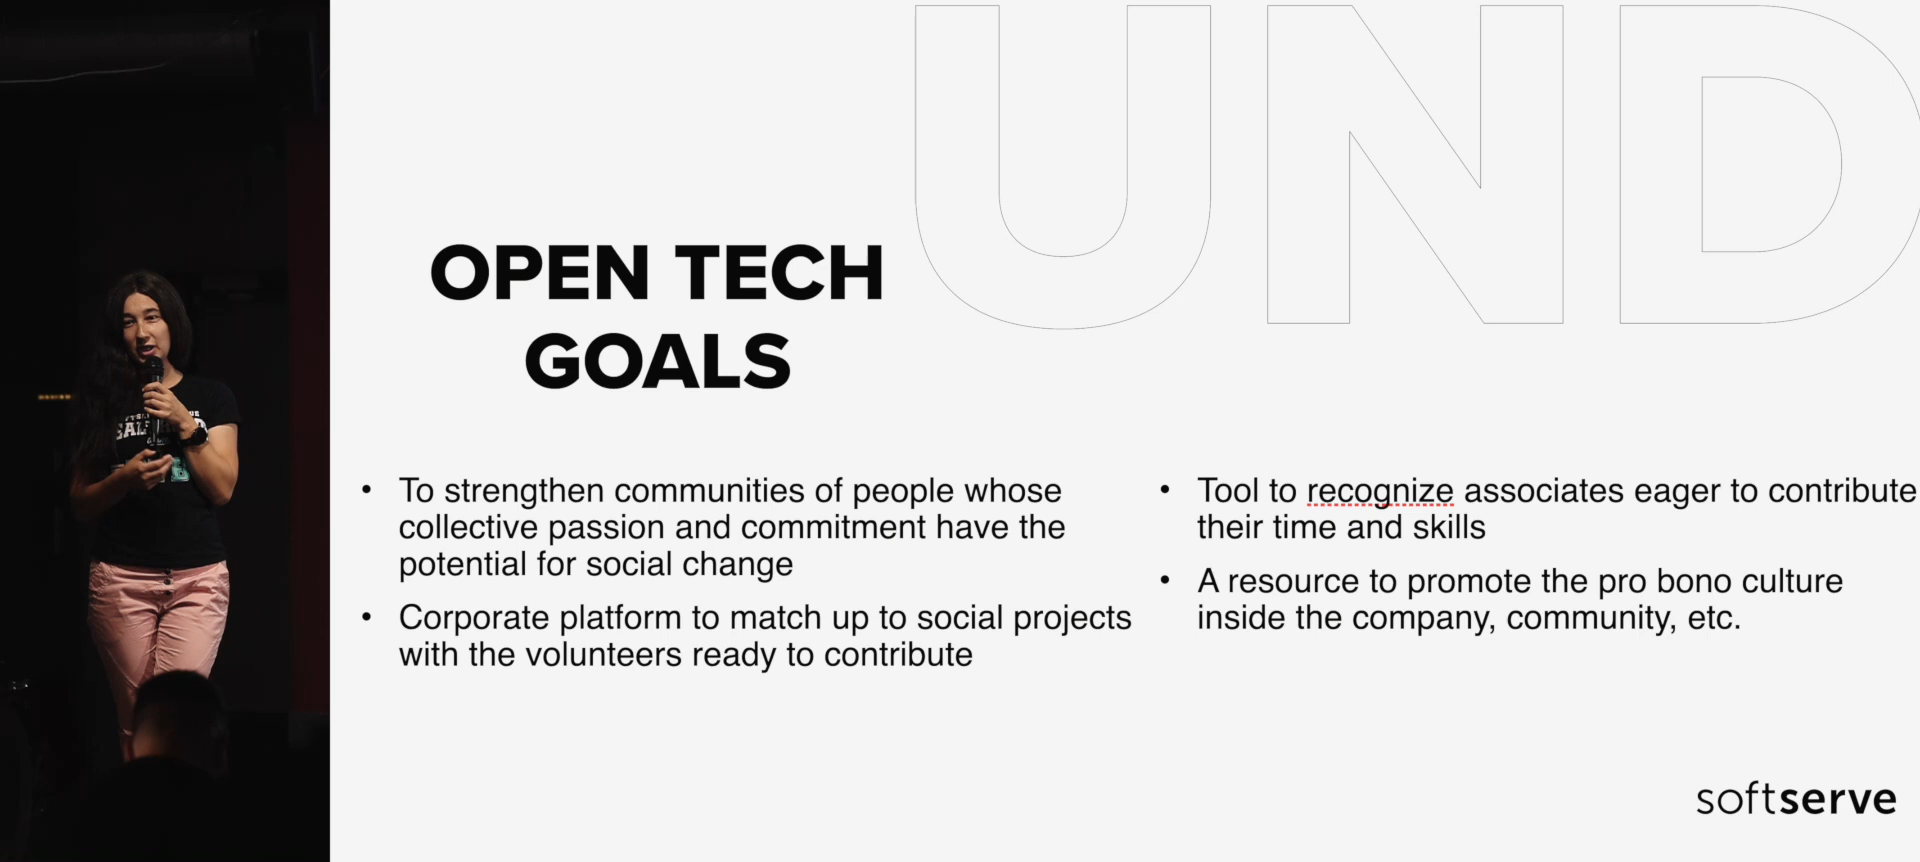 UND
OPEN TECH
GOALS
• To strengthen communities of people whose
collective passion and commitment have the
potential for social change
• Corporate platform to match up to social projects
with the volunteers ready to contribute
• Tool to recognize associates eager to contribute
their time and skills
• A resource to promote the pro bono culture
inside the company, community, etc.
softserve